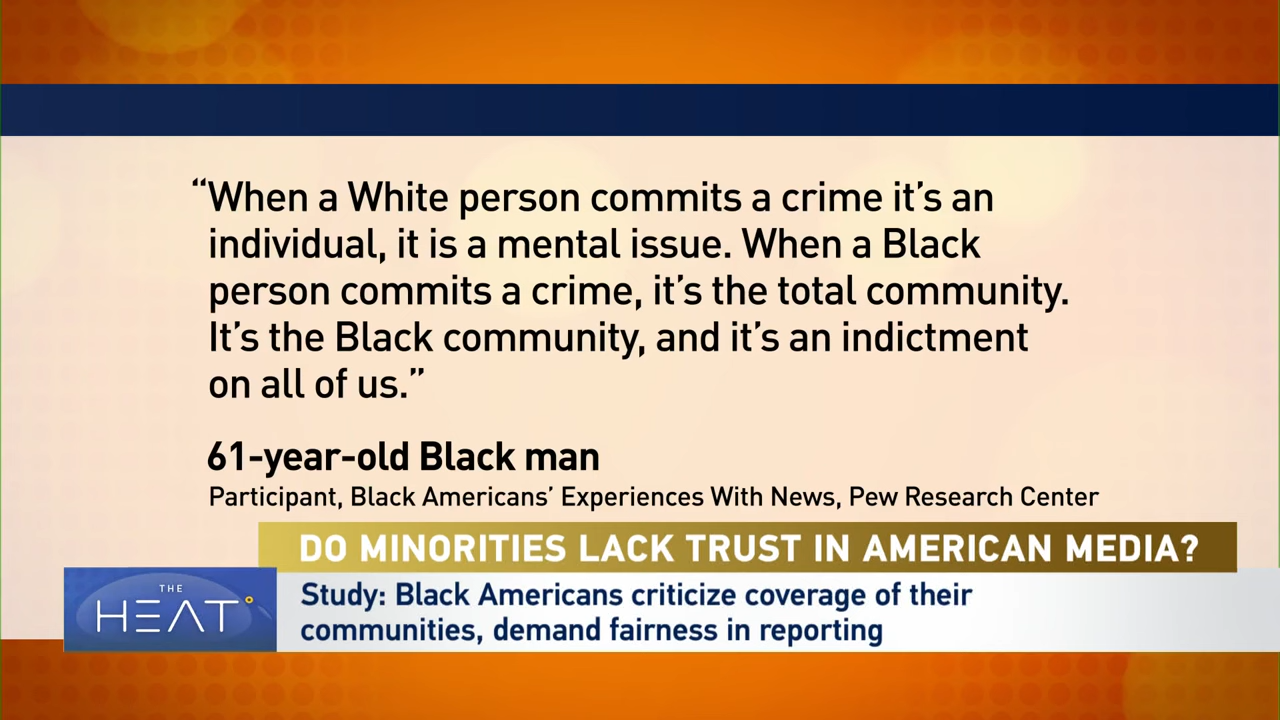 “When a White person commits a crime it’s an
individual, it is a mental issue. When a Black
person commits a crime, it’s the total community.
It’s the Black community, and it’s an indictment
on all of us.”
61-year-old Black man
Participant, Black Americans’ Experiences With News, Pew Research Center
DO MINORITIES LACK TRUST IN AMERICAN MEDIA?
THE
HEAT
Study: Black Americans criticize coverage of their
communities, demand fairness in reporting